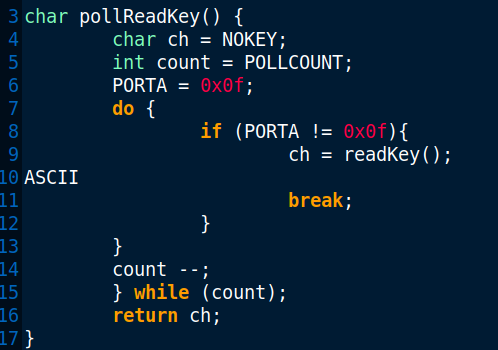 3 char pollReadKey() {
4         char ch = NOKEY;
5         int count = POLLCOUNT;
6         PORTA = 0x0f;
7         do {
8                 if (PORTA != 0x0f){
9                         ch = readKey();
10 ASCII
11                         break;
12                 }
13         }
14         count --;
15         } while (count);
16         return ch;
17 }